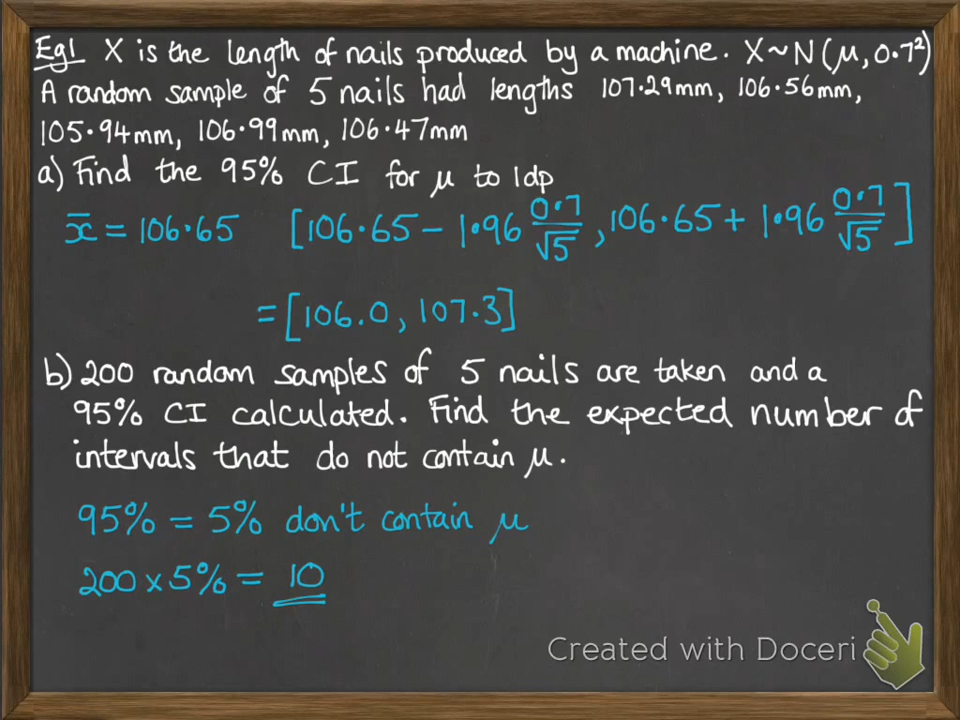 Eg1 X is the length of nails produced by a machine. X~N(μ, 0·7²)
A random sample of 5 nails had lengths 107·29mm, 106·56mm,
105·94mm, 106·99mm, 106·47mm
a) Find the 95% CI for μ to 1dp
x̄ = 106·65 [106·65 − 1·96 0·7/√5, 106·65 + 1·96 0·7/√5]
= [106.0, 107·3]
b) 200 random samples of 5 nails are taken and a
95% CI calculated. Find the expected number of
intervals that do not contain μ.
95% = 5% don't contain μ
200 × 5% = 10
Created with Doceri